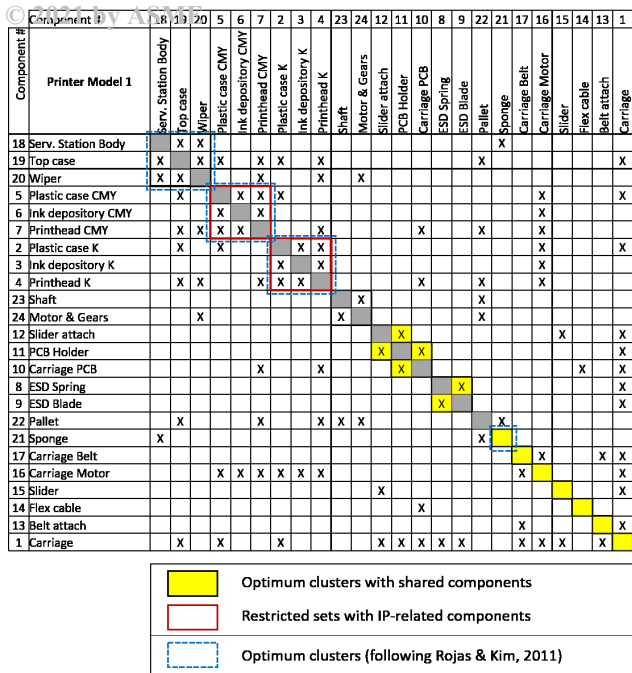 © 2021 by ASME
Component # 18 19 20 5 6 7 2 3 4 23 24 12 11 10 8 9 22 21 17 16 15 14 13 1
Component #
Printer Model 1
Serv. Station Body
Top case
Wiper
Plastic case CMY
Ink depository CMY
Printhead CMY
Plastic case K
Ink depository K
Printhead K
Shaft
Motor & Gears
Slider attach
PCB Holder
Carriage PCB
ESD Spring
ESD Blade
Pallet
Sponge
Carriage Belt
Carriage Motor
Slider
Flex cable
Belt attach
Carriage
18 Serv. Station Body X X X
19 Top case X X X X X X X X
20 Wiper X X X X X
5 Plastic case CMY X X X X X X
6 Ink depository CMY X X X
7 Printhead CMY X X X X X X X X
2 Plastic case K X X X X X X
3 Ink depository K X X X
4 Printhead K X X X X X X X X
23 Shaft X X
24 Motor & Gears X X X
12 Slider attach X X X
11 PCB Holder X X X
10 Carriage PCB X X X X X
8 ESD Spring X X
9 ESD Blade X X
22 Pallet X X X X X X
21 Sponge X X
17 Carriage Belt X X X
16 Carriage Motor X X X X X X X X
15 Slider X X
14 Flex cable X
13 Belt attach X X
1 Carriage X X X X X X X X X X X X
Optimum clusters with shared components
Restricted sets with IP-related components
Optimum clusters (following Rojas & Kim, 2011)